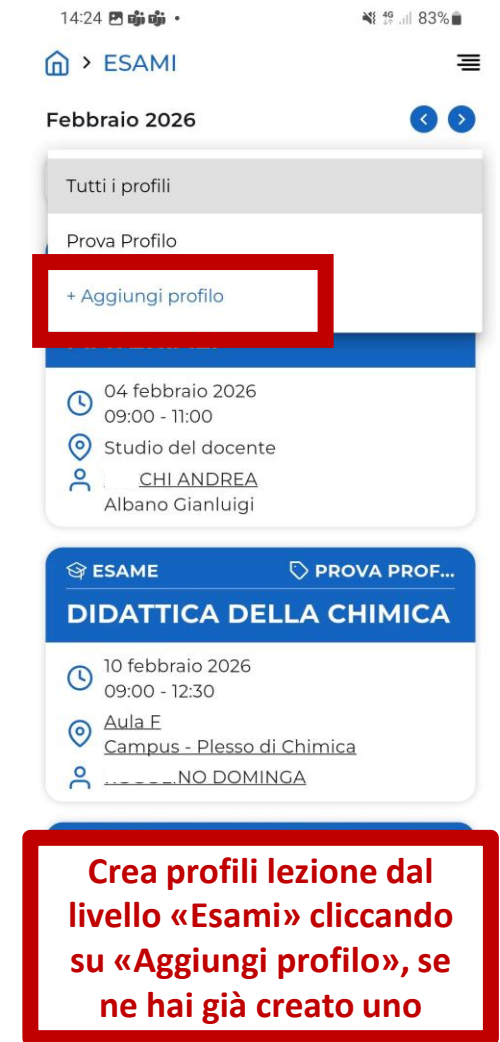 14:24
4G 83%
> ESAMI
Febbraio 2026
Tutti i profili
Prova Profilo
+ Aggiungi profilo
04 febbraio 2026
09:00 - 11:00
Studio del docente
CHI ANDREA
Albano Gianluigi
ESAME PROVA PROF...
DIDATTICA DELLA CHIMICA
10 febbraio 2026
09:00 - 12:30
Aula F
Campus - Plesso di Chimica
NO DOMINGA
Crea profili lezione dal
livello «Esami» cliccando
su «Aggiungi profilo», se
ne hai già creato uno